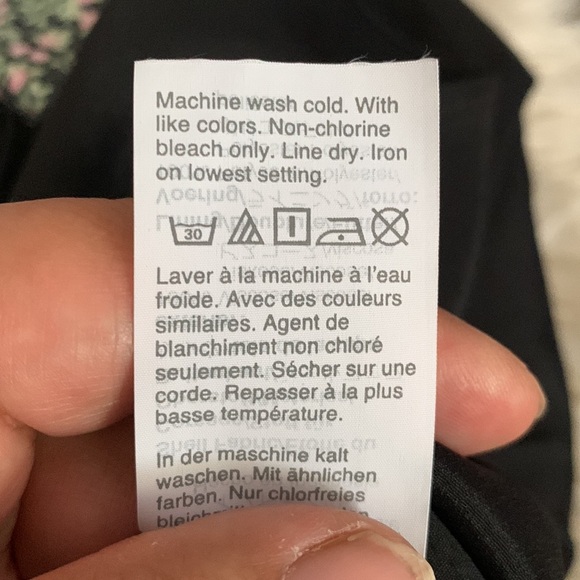 Machine wash cold. With
like colors. Non-chlorine
bleach only. Line dry. Iron
on lowest setting.
30
Laver à la machine à l'eau
froide. Avec des couleurs
similaires. Agent de
blanchiment non chloré
seulement. Sécher sur une
corde. Repasser à la plus
basse température.
In der maschine kalt
waschen. Mit ähnlichen
farben. Nur chlorfreies